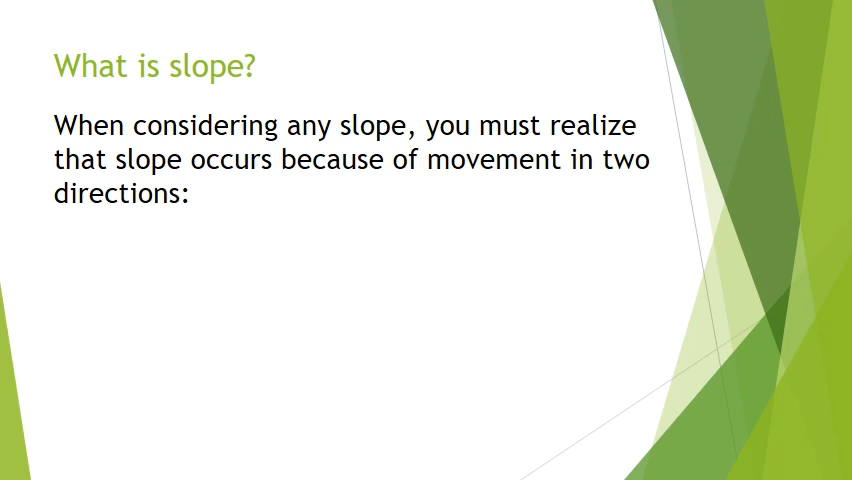 What is slope?
When considering any slope, you must realize
that slope occurs because of movement in two
directions: